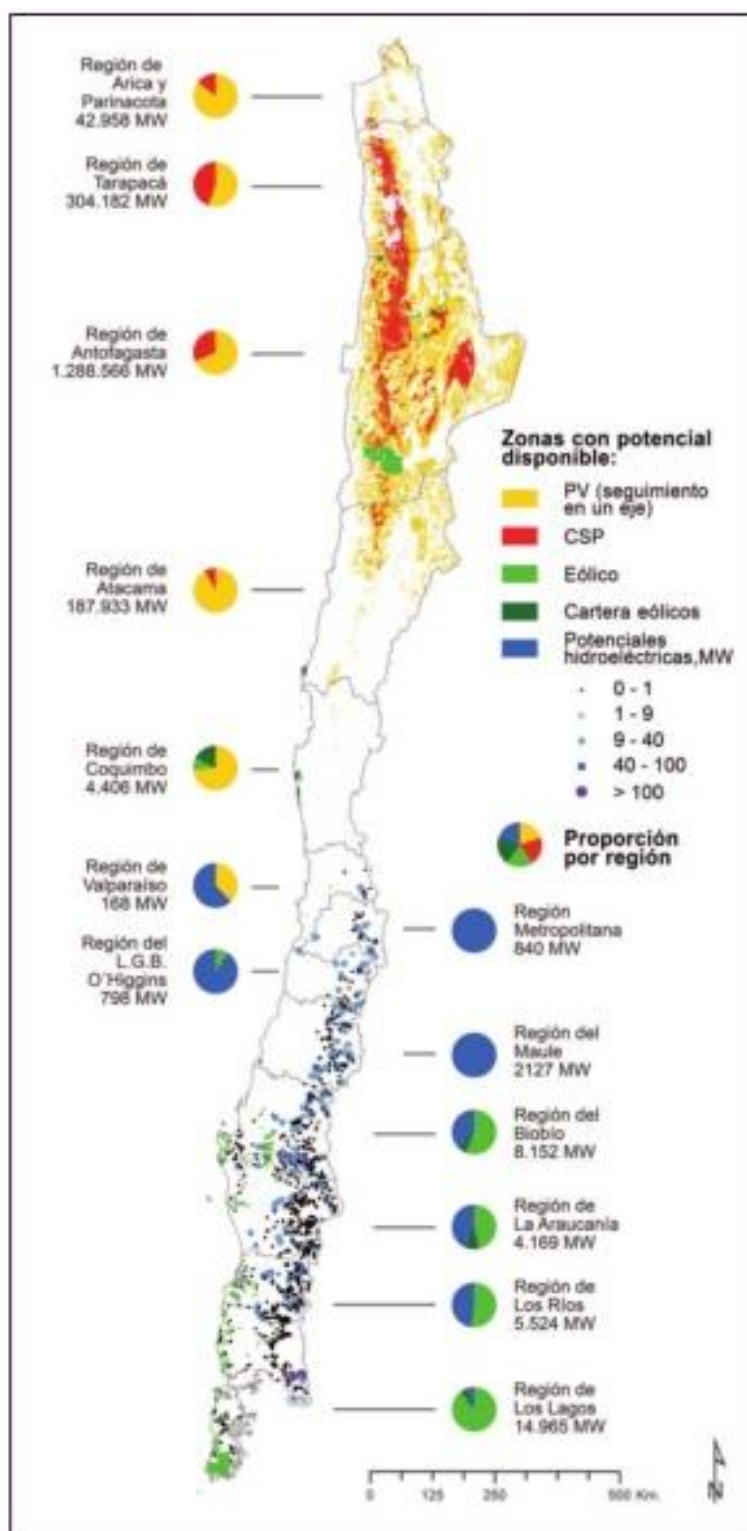 Región de
Arica y
Parinacota
42.958 MW
Región de
Tarapacá
304.182 MW
Región de
Antofagasta
1.288.566 MW
Región de
Atacama
187.933 MW
Región de
Coquimbo
4.406 MW
Región de
Valparaíso
168 MW
Región del
L.G.B.
O´Higgins
798 MW
Zonas con potencial
disponible:
PV (seguimiento
en un eje)
CSP
Eólico
Cartera eólicos
Potenciales
hidroeléctricas,MW
0 - 1
1 - 9
9 - 40
40 - 100
> 100
Proporción
por región
Región
Metropolitana
840 MW
Región del
Maule
2127 MW
Región del
Biobío
8.152 MW
Región de
La Araucanía
4.169 MW
Región de
Los Ríos
5.524 MW
Región de
Los Lagos
14.965 MW
N
0 125 250 500 Km.